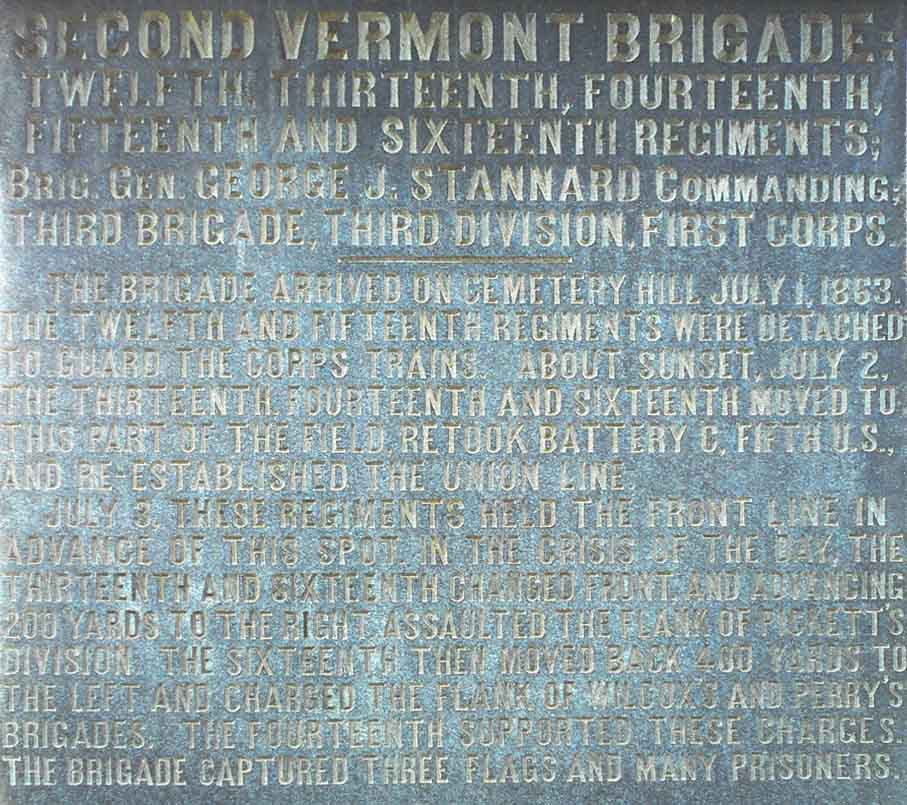 SECOND VERMONT BRIGADE:
TWELFTH, THIRTEENTH, FOURTEENTH,
FIFTEENTH AND SIXTEENTH REGIMENTS;
BRIG. GEN. GEORGE J. STANNARD COMMANDING;
THIRD BRIGADE, THIRD DIVISION, FIRST CORPS.
THE BRIGADE ARRIVED ON CEMETERY HILL JULY 1, 1863.
THE TWELFTH AND FIFTEENTH REGIMENTS WERE DETACHED
TO GUARD THE CORPS TRAINS. ABOUT SUNSET, JULY 2,
THE THIRTEENTH, FOURTEENTH AND SIXTEENTH MOVED TO
THIS PART OF THE FIELD, RETOOK BATTERY C, FIFTH U.S.,
AND RE-ESTABLISHED THE UNION LINE.
JULY 3, THESE REGIMENTS HELD THE FRONT LINE IN
ADVANCE OF THIS SPOT. IN THE CRISIS OF THE DAY, THE
THIRTEENTH AND SIXTEENTH CHANGED FRONT, AND ADVANCING
200 YARDS TO THE RIGHT, ASSAULTED THE FLANK OF PICKETT'S
DIVISION. THE SIXTEENTH THEN MOVED BACK 400 YARDS TO
THE LEFT AND CHARGED THE FLANK OF WILCOX'S AND PERRY'S
BRIGADES. THE FOURTEENTH SUPPORTED THESE CHARGES.
THE BRIGADE CAPTURED THREE FLAGS AND MANY PRISONERS.